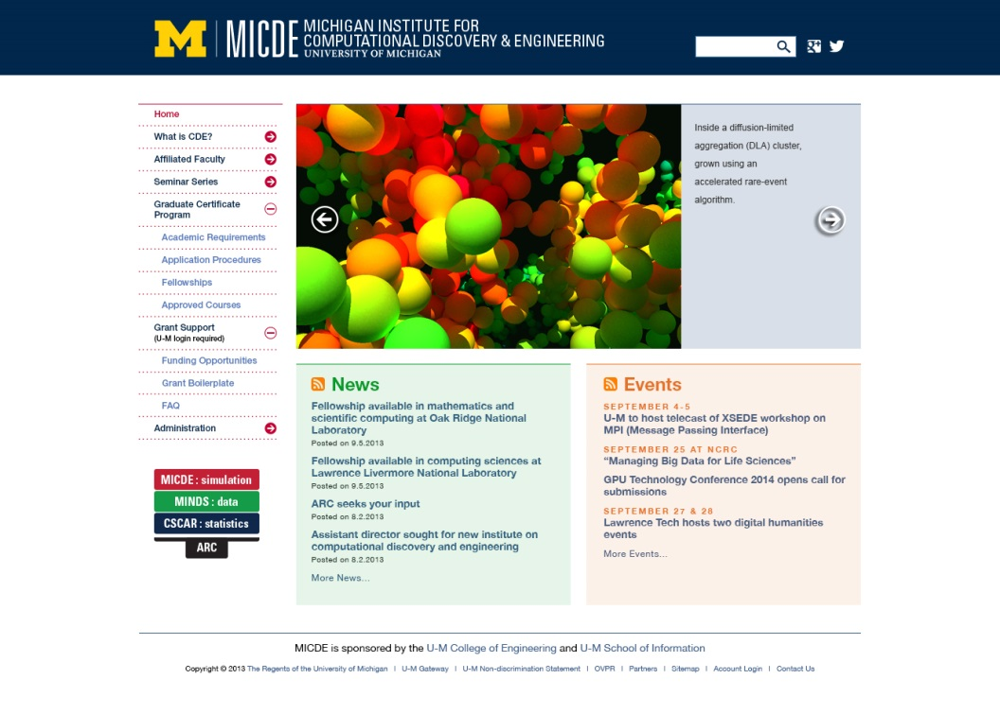 M
MICDE
MICHIGAN INSTITUTE FOR
COMPUTATIONAL DISCOVERY & ENGINEERING
UNIVERSITY OF MICHIGAN
Home
What is CDE?
Affiliated Faculty
Seminar Series
Graduate Certificate
Program
Academic Requirements
Application Procedures
Fellowships
Approved Courses
Grant Support
(U-M login required)
Funding Opportunities
Grant Boilerplate
FAQ
Administration
MICDE : simulation
MINDS : data
CSCAR : statistics
ARC
Inside a diffusion-limited
aggregation (DLA) cluster,
grown using an
accelerated rare-event
algorithm.
News
Fellowship available in mathematics and
scientific computing at Oak Ridge National
Laboratory
Posted on 9.5.2013
Fellowship available in computing sciences at
Lawrence Livermore National Laboratory
Posted on 9.5.2013
ARC seeks your input
Posted on 8.2.2013
Assistant director sought for new institute on
computational discovery and engineering
Posted on 8.2.2013
More News...
Events
SEPTEMBER 4-5
U-M to host telecast of XSEDE workshop on
MPI (Message Passing Interface)
SEPTEMBER 25 AT NCRC
“Managing Big Data for Life Sciences”
GPU Technology Conference 2014 opens call for
submissions
SEPTEMBER 27 & 28
Lawrence Tech hosts two digital humanities
events
More Events...
MICDE is sponsored by the U-M College of Engineering and U-M School of Information
Copyright © 2013 The Regents of the University of Michigan | U-M Gateway | U-M Non-discrimination Statement | OVPR | Partners | Sitemap | Account Login | Contact Us